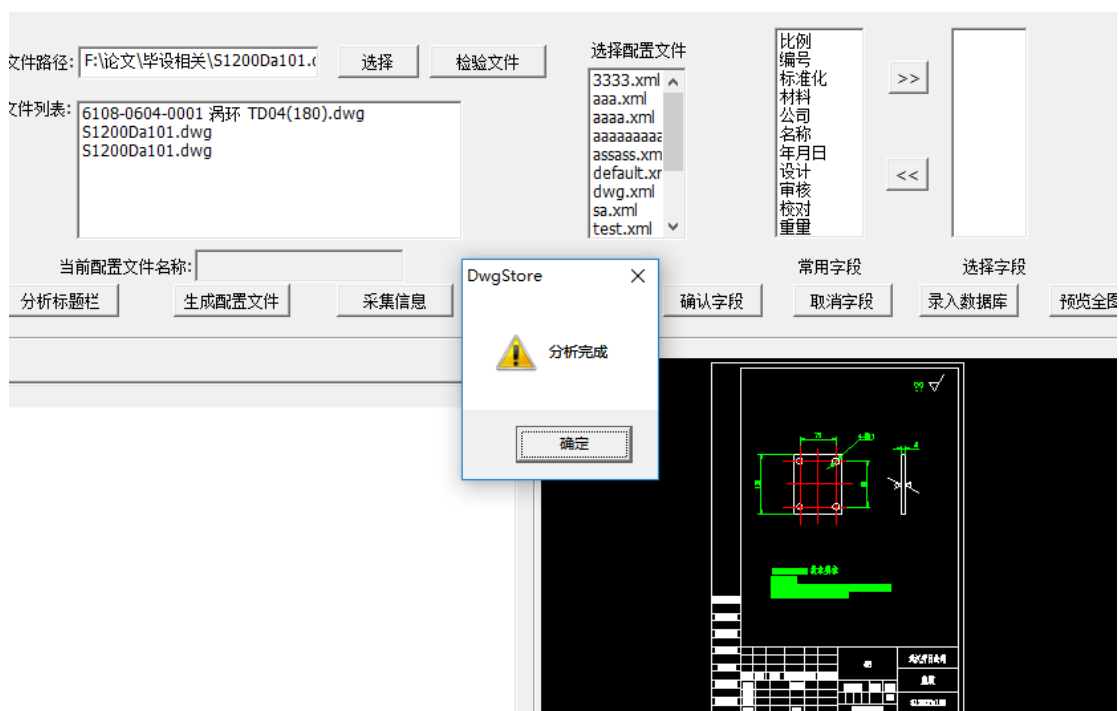 文件路径: F:\论文\毕设相关\S1200Da101.
选择
检验文件
选择配置文件
文件列表:
6108-0604-0001 涡环 TD04(180).dwg
S1200Da101.dwg
S1200Da101.dwg
3333.xml
aaa.xml
aaaa.xml
aaaaaaaaa
assass.xm
default.xr
dwg.xml
sa.xml
test.xml
比例
编号
标准化
材料
公司
名称
年月日
设计
审核
校对
重量
>>
<<
当前配置文件名称:
常用字段
选择字段
分析标题栏
生成配置文件
采集信息
确认字段
取消字段
录入数据库
预览全图
DwgStore
分析完成
确定
??
技术要求